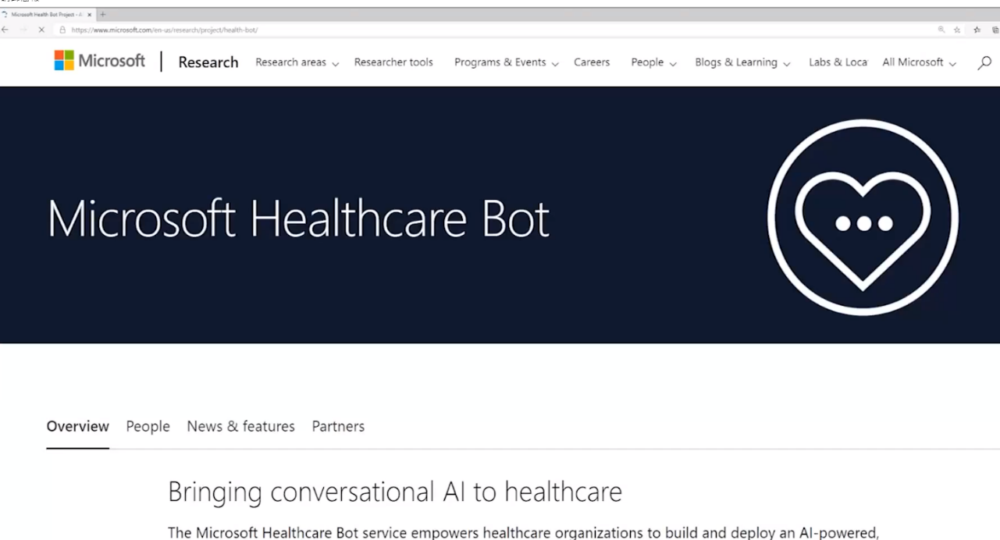 Microsoft Health Bot Project - A
https://www.microsoft.com/en-us/research/project/health-bot/
Microsoft Research Research areas Researcher tools Programs & Events Careers People Blogs & Learning Labs & Loca All Microsoft
Microsoft Healthcare Bot
Overview People News & features Partners
Bringing conversational AI to healthcare
The Microsoft Healthcare Bot service empowers healthcare organizations to build and deploy an AI-powered,